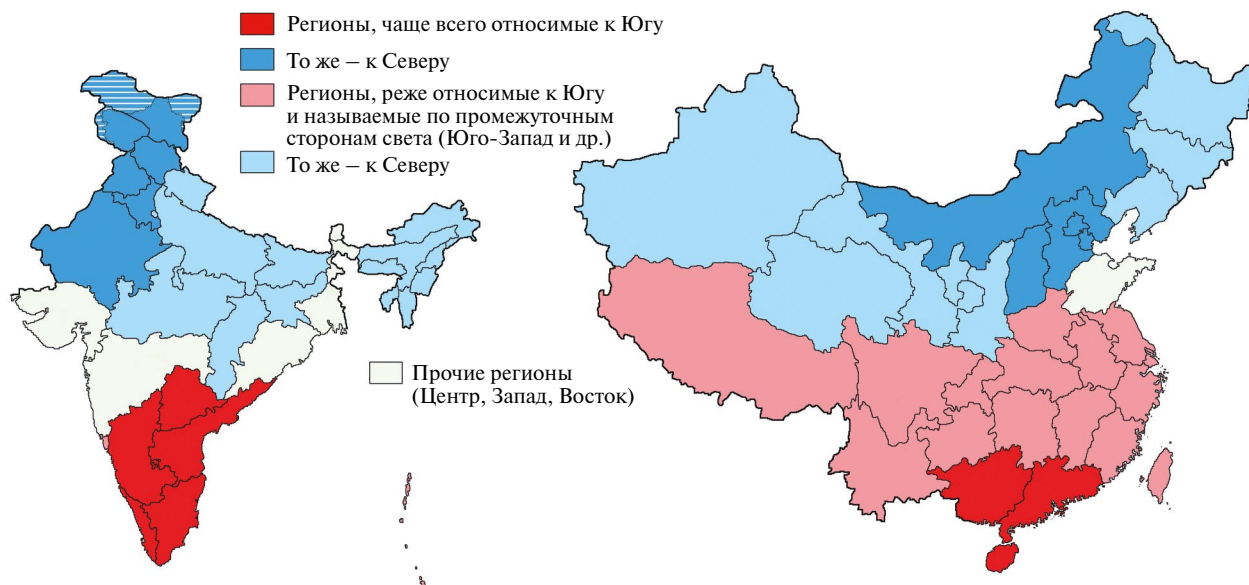 Регионы, чаще всего относимые к Югу
То же – к Северу
Регионы, реже относимые к Югу
и называемые по промежуточным
сторонам света (Юго-Запад и др.)
То же – к Северу
Прочие регионы
(Центр, Запад, Восток)